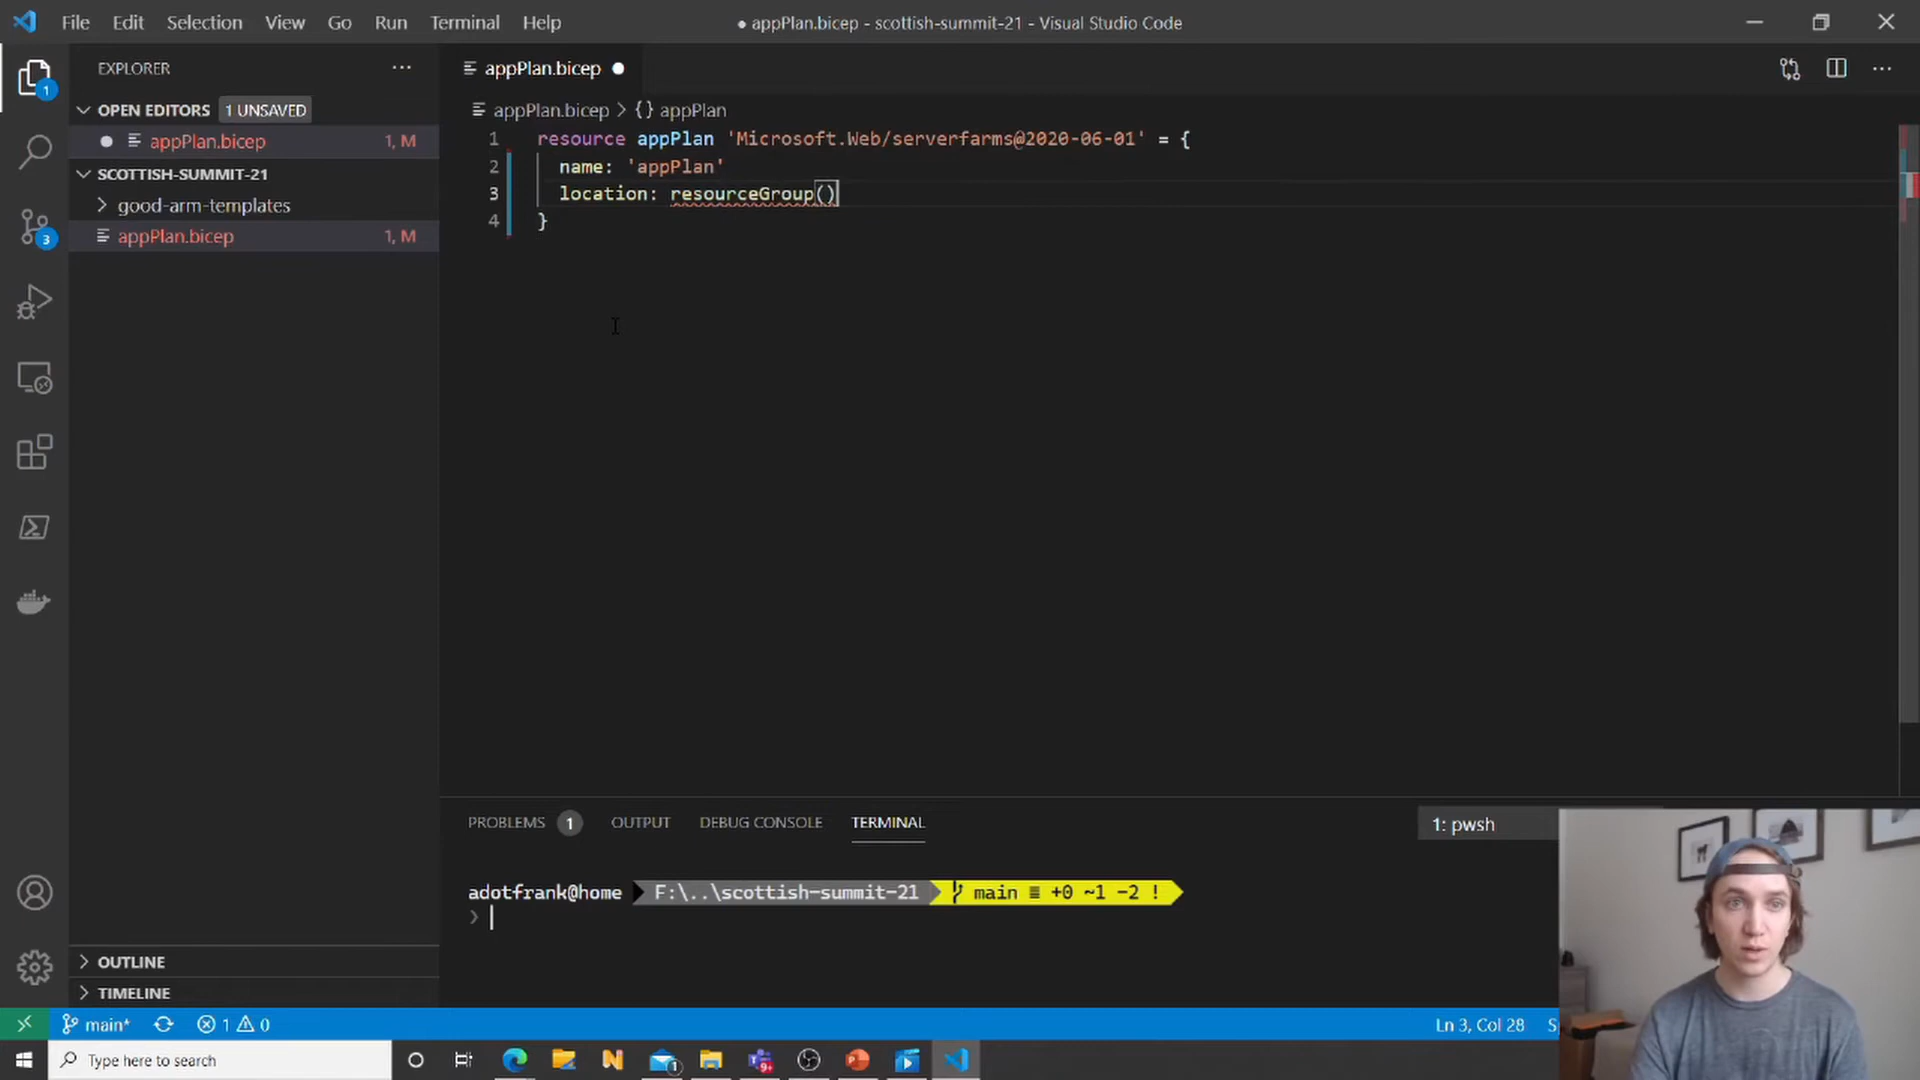 File Edit Selection View Go Run Terminal Help
● appPlan.bicep - scottish-summit-21 - Visual Studio Code
EXPLORER
OPEN EDITORS 1 UNSAVED
appPlan.bicep 1, M
SCOTTISH-SUMMIT-21
good-arm-templates
appPlan.bicep 1, M
OUTLINE
TIMELINE
1
3
appPlan.bicep
appPlan.bicep > {} appPlan
1 resource appPlan 'Microsoft.Web/serverfarms@2020-06-01' = {
2 name: 'appPlan'
3 location: resourceGroup()
4 }
PROBLEMS 1 OUTPUT DEBUG CONSOLE TERMINAL
1: pwsh
adotfrank@home F:\..\scottish-summit-21 main ≡ +0 ~1 -2 !
❯
main* 1 0
Ln 3, Col 28 S
Type here to search
1
9+